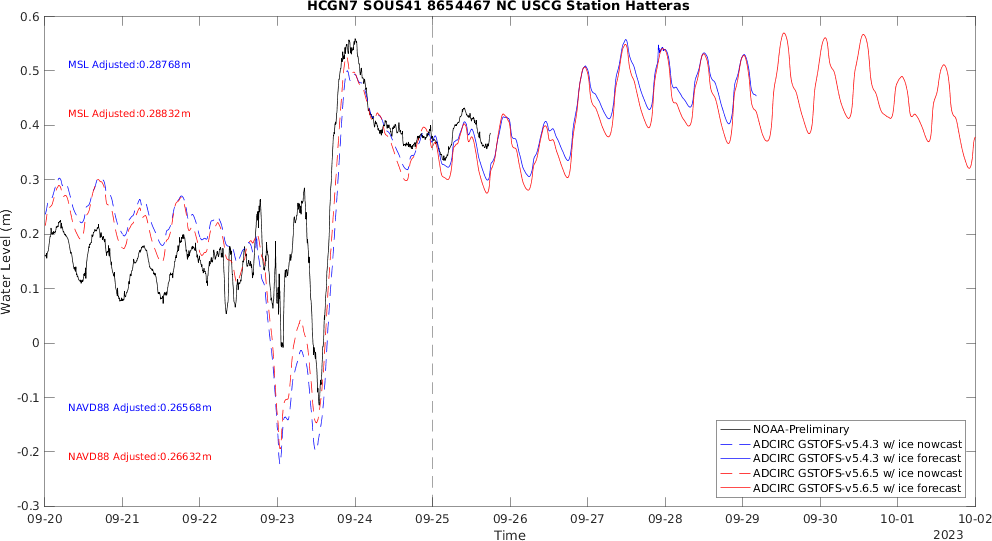 HCGN7 SOUS41 8654467 NC USCG Station Hatteras
0.6
0.5
0.4
0.3
0.2
0.1
0
-0.1
-0.2
-0.3
Water Level (m)
MSL Adjusted:0.28768m
MSL Adjusted:0.28832m
NAVD88 Adjusted:0.26568m
NAVD88 Adjusted:0.26632m
NOAA-Preliminary
ADCIRC GSTOFS-v5.4.3 w/ ice nowcast
ADCIRC GSTOFS-v5.4.3 w/ ice forecast
ADCIRC GSTOFS-v5.6.5 w/ ice nowcast
ADCIRC GSTOFS-v5.6.5 w/ ice forecast
09-20 09-21 09-22 09-23 09-24 09-25 09-26 09-27 09-28 09-29 09-30 10-01 10-02
Time
2023